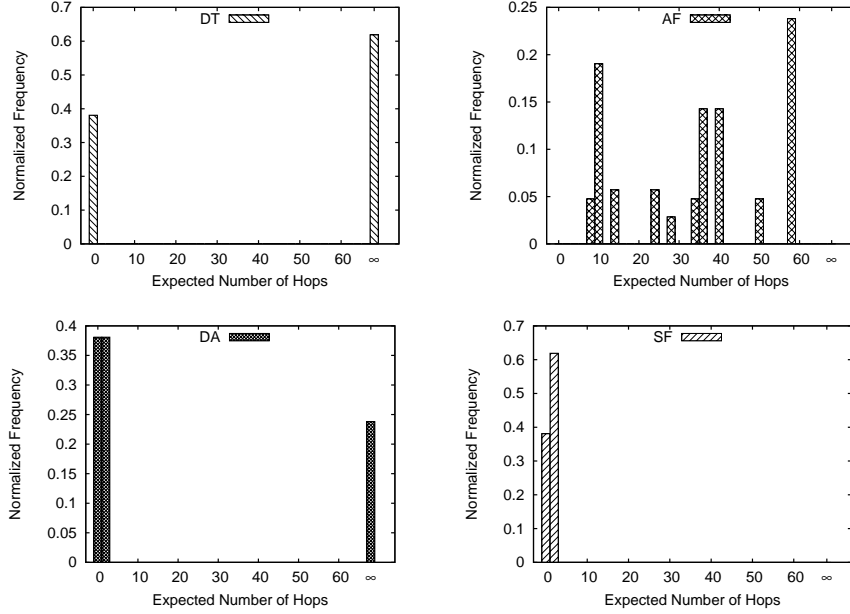 DT
Normalized Frequency
0.7
0.6
0.5
0.4
0.3
0.2
0.1
0
0 10 20 30 40 50 60 ∞
Expected Number of Hops
AF
Normalized Frequency
0.25
0.2
0.15
0.1
0.05
0
0 10 20 30 40 50 60 ∞
Expected Number of Hops
DA
Normalized Frequency
0.4
0.35
0.3
0.25
0.2
0.15
0.1
0.05
0
0 10 20 30 40 50 60 ∞
Expected Number of Hops
SF
Normalized Frequency
0.7
0.6
0.5
0.4
0.3
0.2
0.1
0
0 10 20 30 40 50 60 ∞
Expected Number of Hops